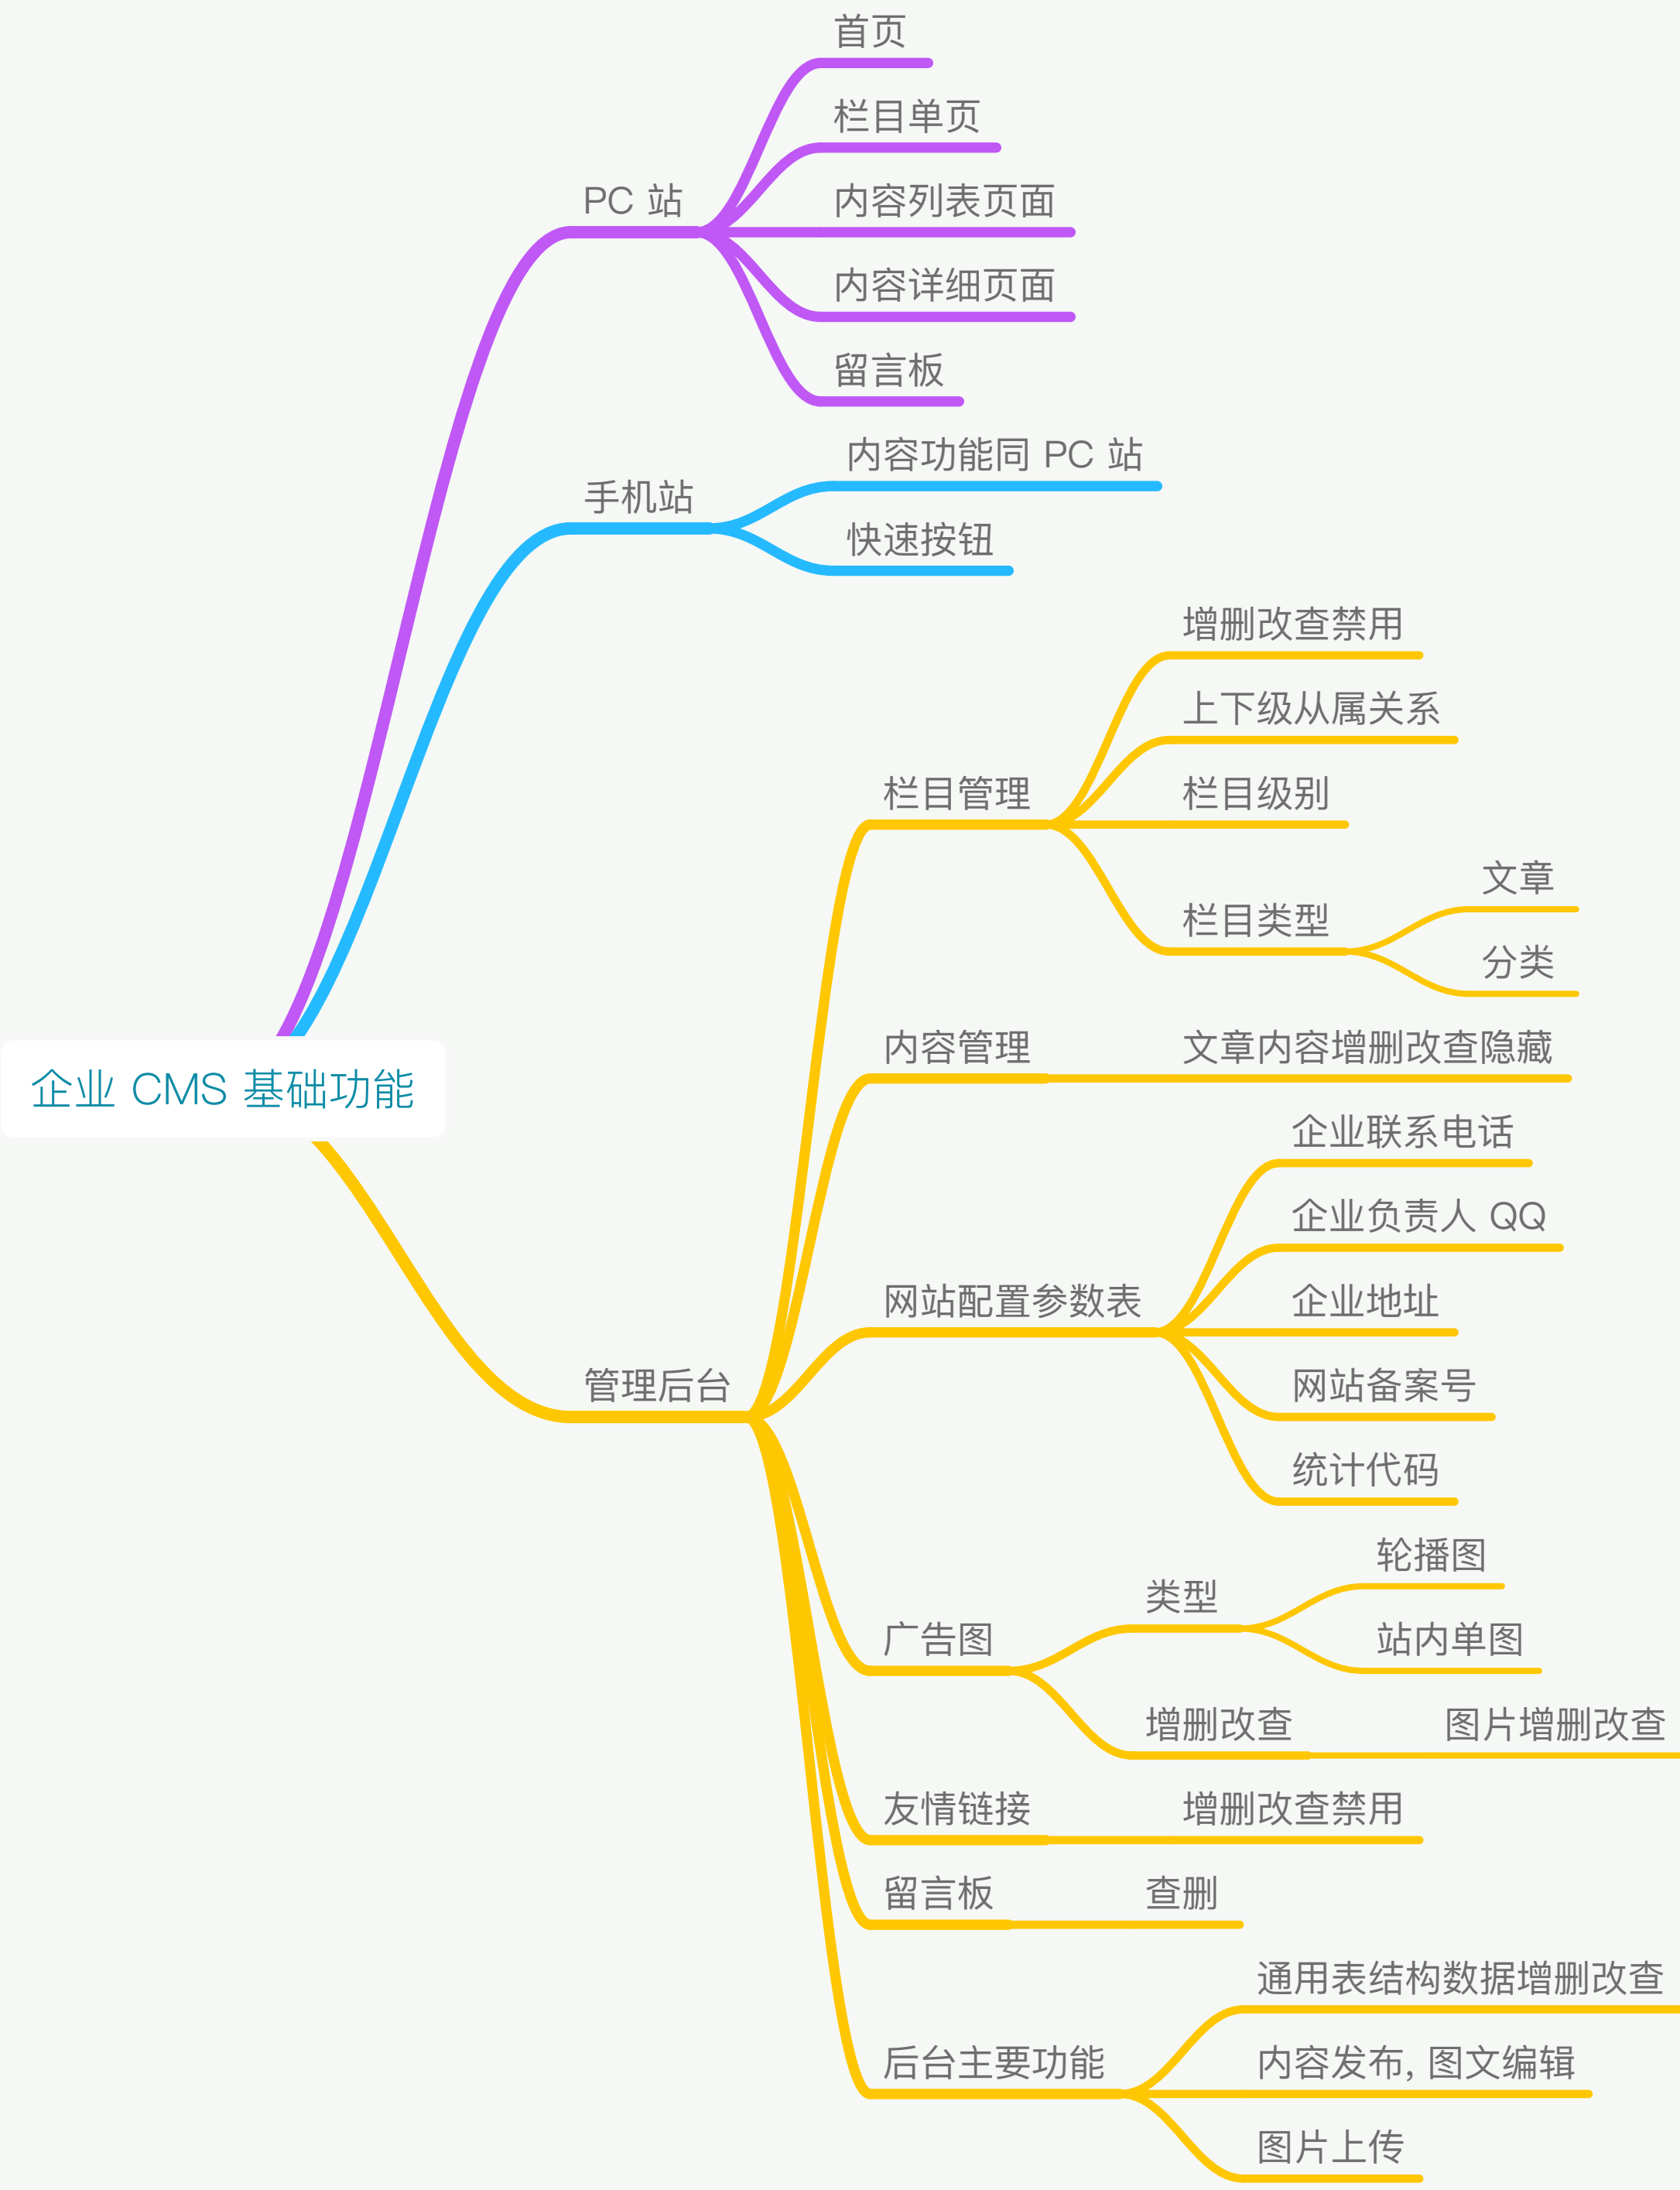 首页
栏目单页
PC 站
内容列表页面
内容详细页面
留言板
内容功能同 PC 站
手机站
快速按钮
增删改查禁用
上下级从属关系
栏目管理
栏目级别
文章
栏目类型
分类
内容管理
文章内容增删改查隐藏
企业 CMS 基础功能
企业联系电话
企业负责人 QQ
网站配置参数表
企业地址
管理后台
网站备案号
统计代码
轮播图
类型
广告图
站内单图
增删改查
图片增删改查
友情链接
增删改查禁用
留言板
查删
通用表结构数据增删改查
后台主要功能
内容发布, 图文编辑
图片上传